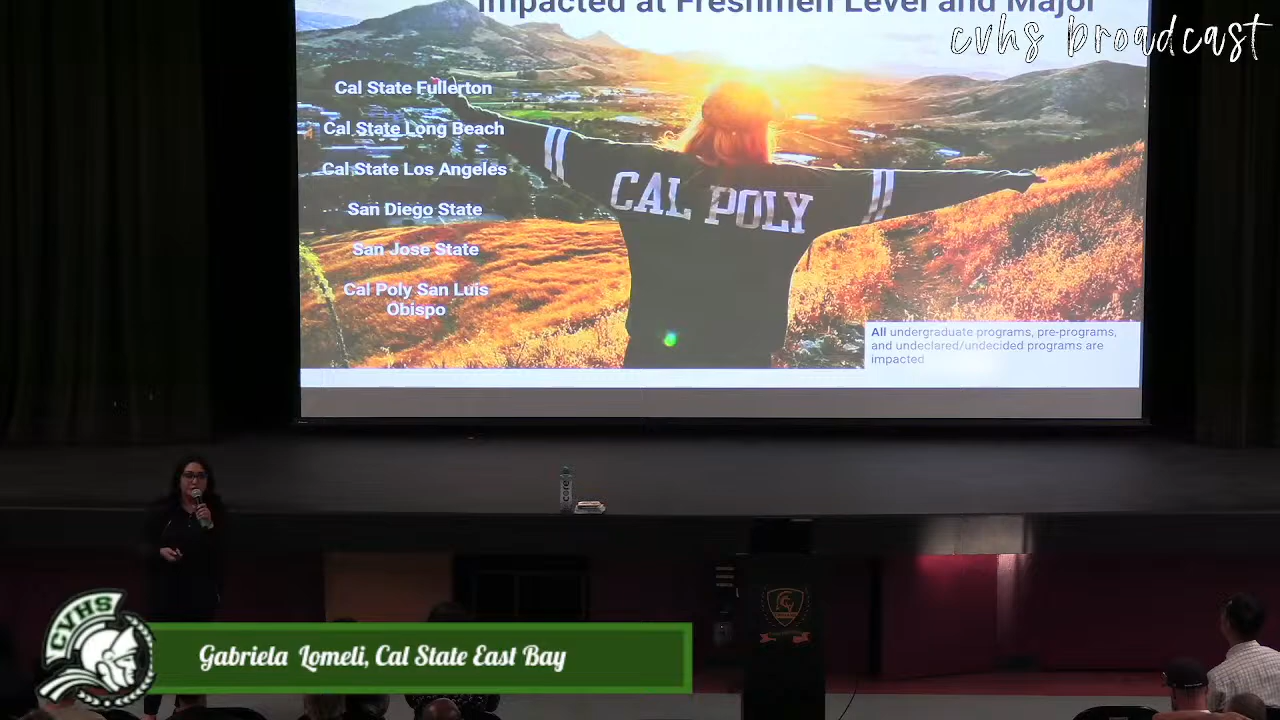 Impacted at Freshmen Level and Major
cvhs broadcast
Cal State Fullerton
Cal State Long Beach
Cal State Los Angeles
San Diego State
San Jose State
Cal Poly San Luis
Obispo
CAL POLY
All undergraduate programs, pre-programs,
and undeclared/undecided programs are
impacted
core
CVHS
Gabriela Lomeli, Cal State East Bay